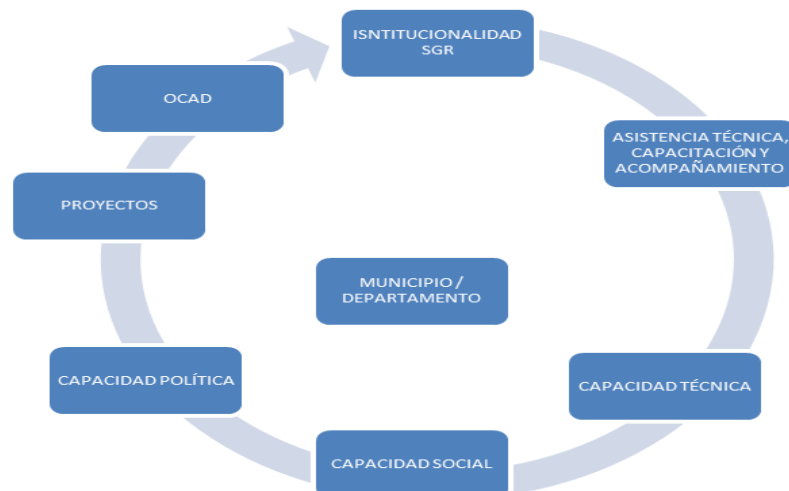 ISNTITUCIONALIDAD
SGR
OCAD
ASISTENCIA TÉCNICA,
CAPACITACIÓN Y
ACOMPAÑAMIENTO
PROYECTOS
MUNICIPIO /
DEPARTAMENTO
CAPACIDAD POLÍTICA
CAPACIDAD TÉCNICA
CAPACIDAD SOCIAL